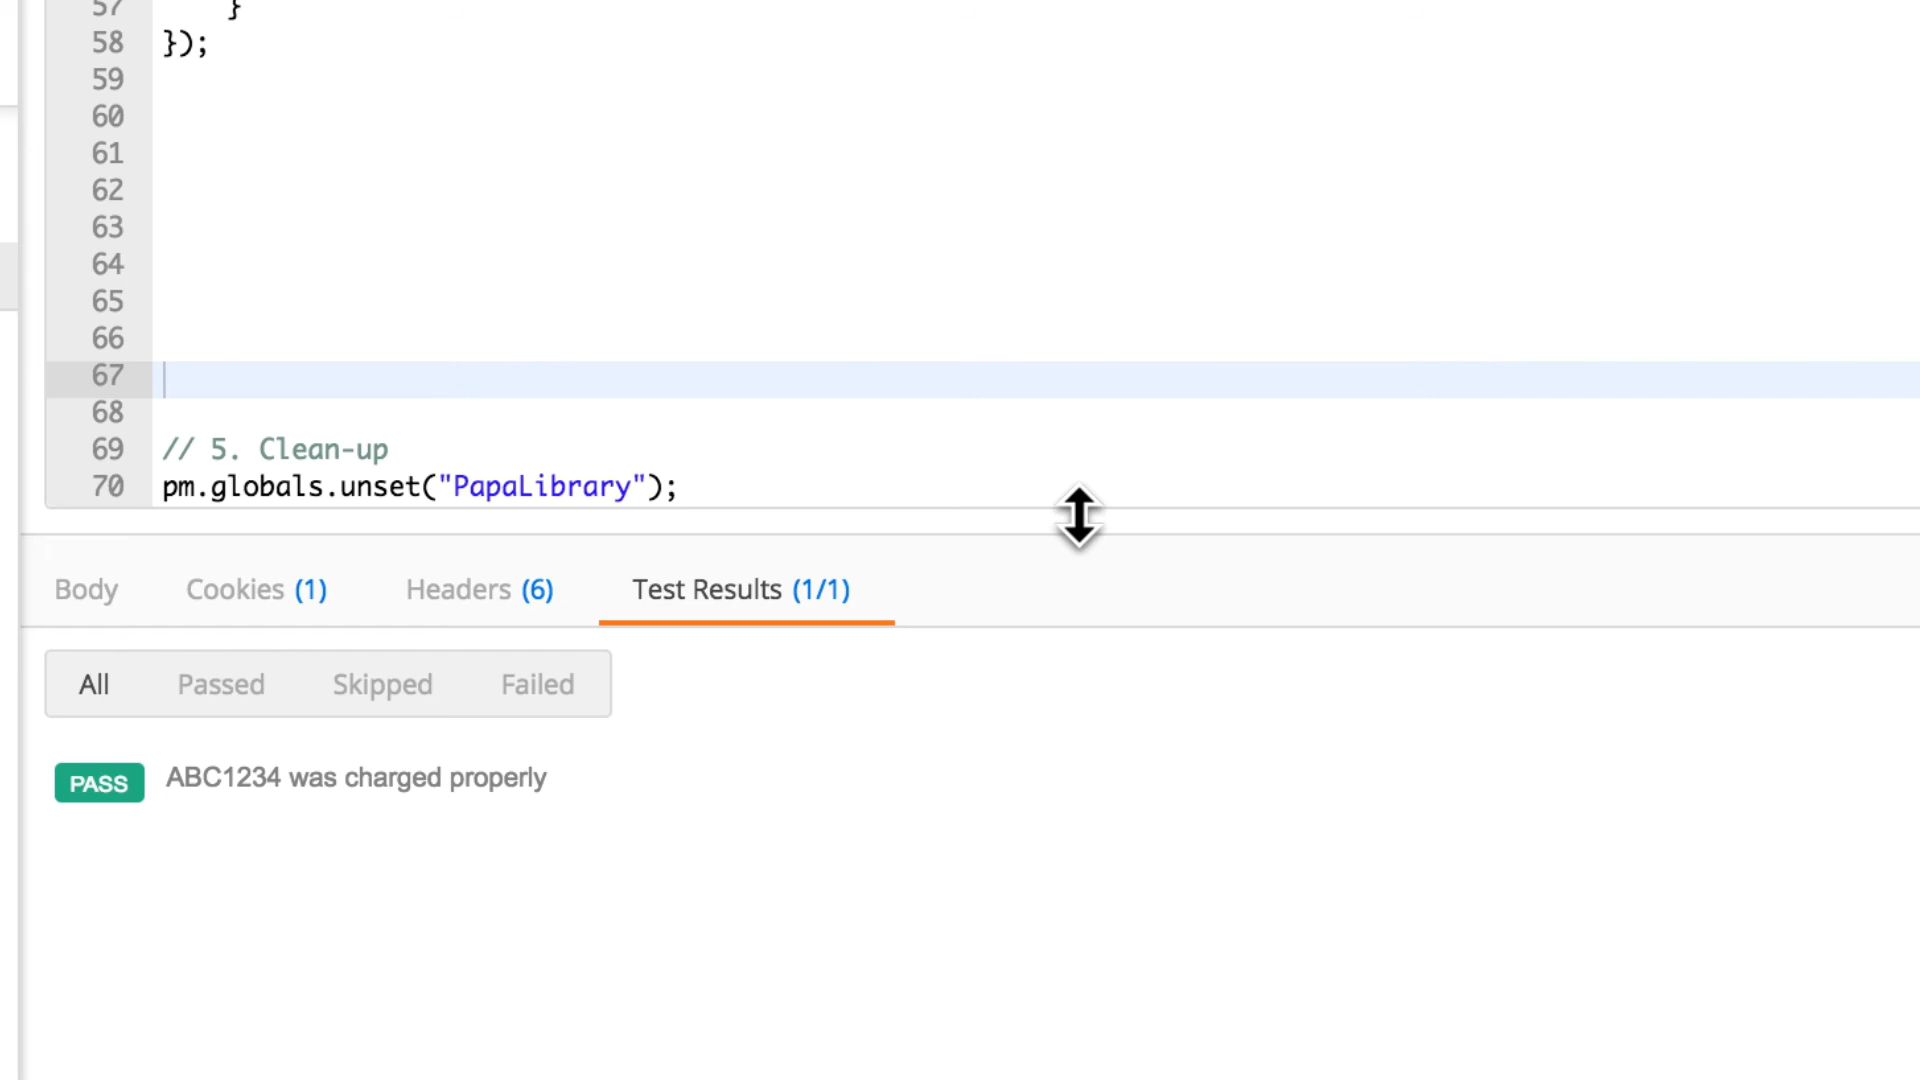 57 }
58 });
59
60
61
62
63
64
65
66
67
68
69 // 5. Clean-up
70 pm.globals.unset("PapaLibrary");
Body Cookies (1) Headers (6) Test Results (1/1)
All Passed Skipped Failed
PASS ABC1234 was charged properly